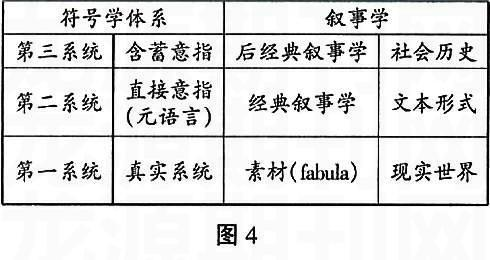 符号学体系 叙事学
第三系统 含蓄意指 后经典叙事学 社会历史
第二系统 直接意指 (元语言) 经典叙事学 文本形式
第一系统 真实系统 素材(fabula) 现实世界
图4